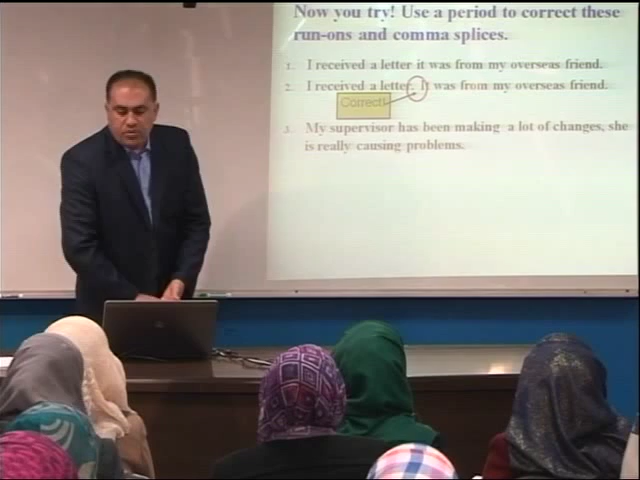 Now you try! Use a period to correct these
run-ons and comma splices.
1. I received a letter it was from my overseas friend.
2. I received a letter. It was from my overseas friend.
Correct!
3. My supervisor has been making a lot of changes, she
is really causing problems.